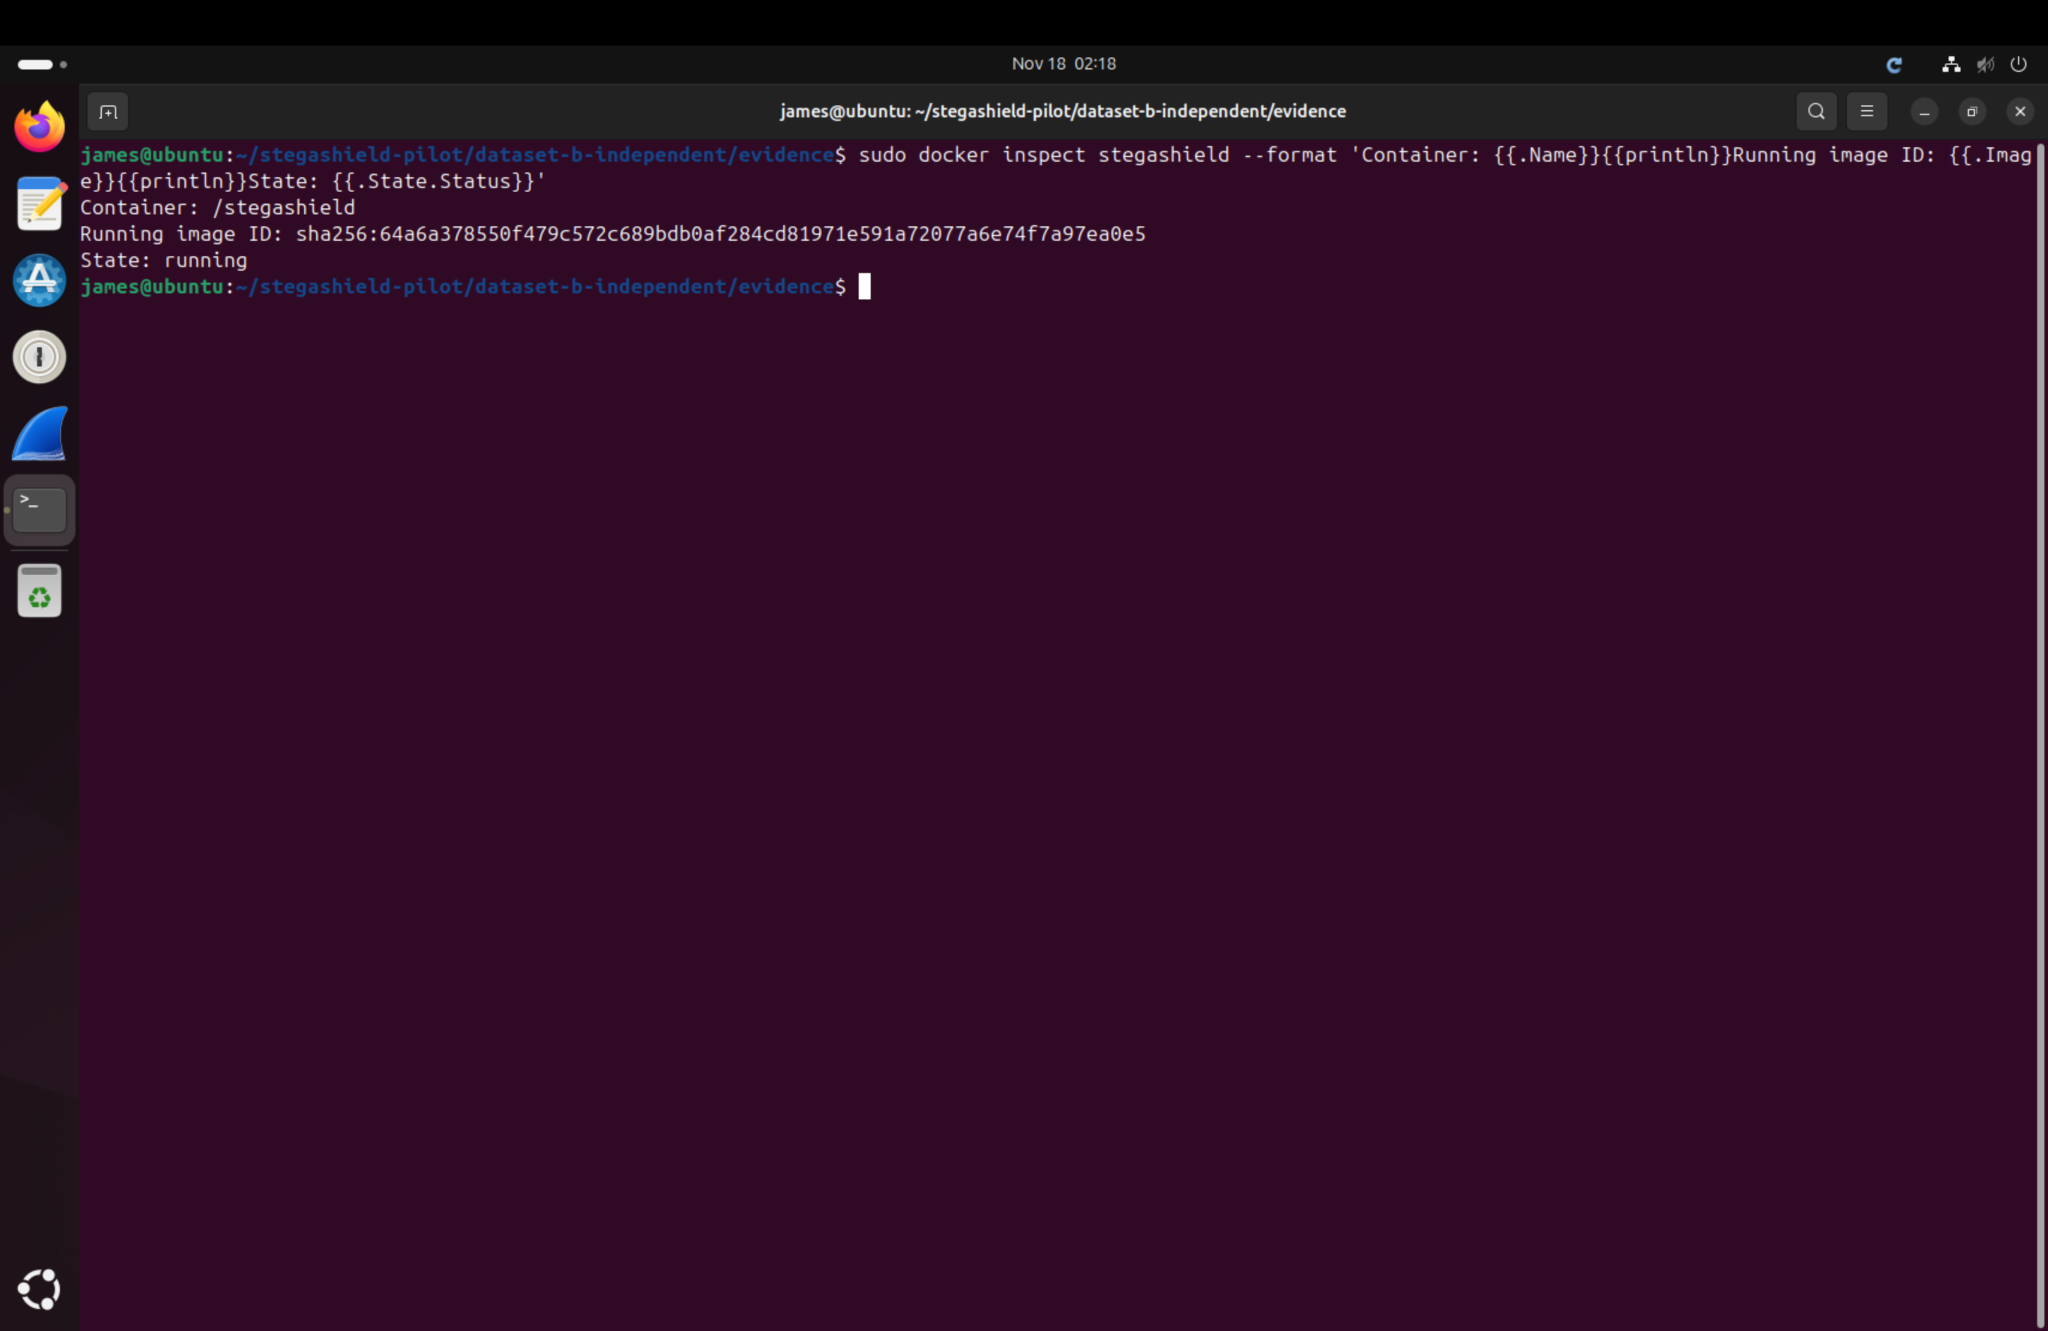 Nov 18 02:18
james@ubuntu: ~/stegashield-pilot/dataset-b-independent/evidence
james@ubuntu:~/stegashield-pilot/dataset-b-independent/evidence$ sudo docker inspect stegashield --format 'Container: {{.Name}}{{println}}Running image ID: {{.Imag
e}}{{println}}State: {{.State.Status}}'
Container: /stegashield
Running image ID: sha256:64a6a378550f479c572c689bdb0af284cd81971e591a72077a6e74f7a97ea0e5
State: running
james@ubuntu:~/stegashield-pilot/dataset-b-independent/evidence$